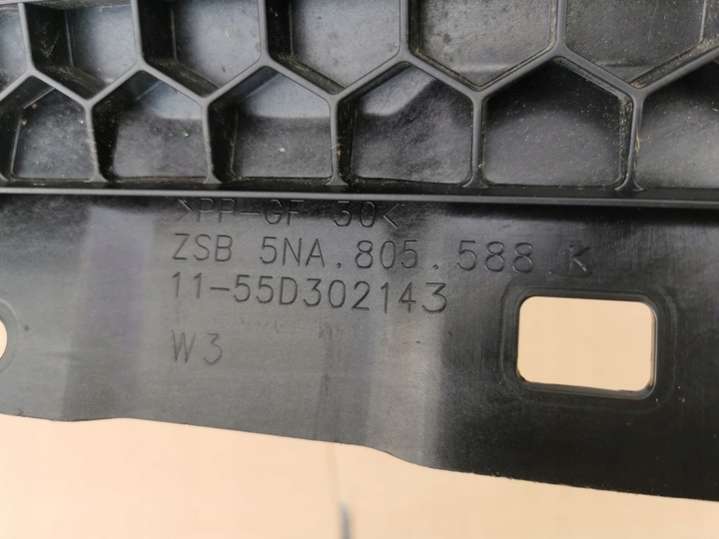 >PP-GF 30<
ZSB 5NA.805.588.K
11-55D302143
W3